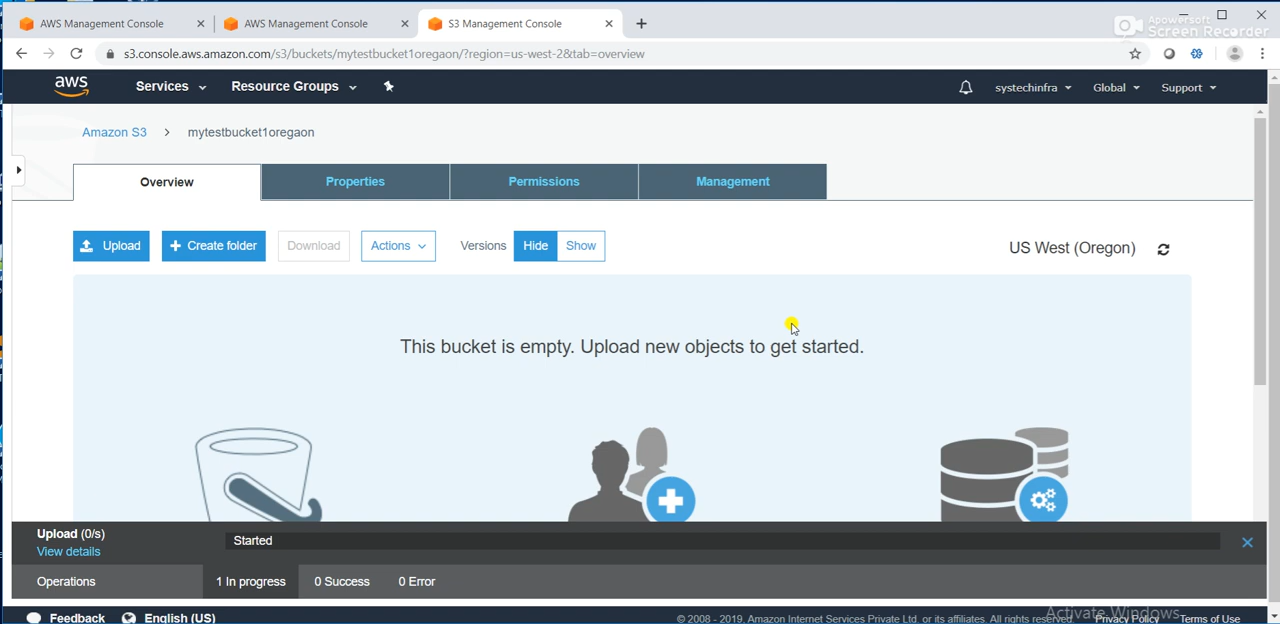 AWS Management Console
AWS Management Console
S3 Management Console
Apowersoft
Screen Recorder
s3.console.aws.amazon.com/s3/buckets/mytestbucket1oregaon/?region=us-west-2&tab=overview
aws
Services
Resource Groups
systechinfra
Global
Support
Amazon S3
mytestbucket1oregaon
Overview
Properties
Permissions
Management
Upload
Create folder
Download
Actions
Versions
Hide
Show
US West (Oregon)
This bucket is empty. Upload new objects to get started.
Upload (0/s)
View details
Started
Operations
1 In progress
0 Success
0 Error
Activate Windows
Feedback
English (US)
© 2008 - 2019, Amazon Internet Services Private Ltd. or its affiliates. All rights reserved.
Privacy Policy
Terms of Use